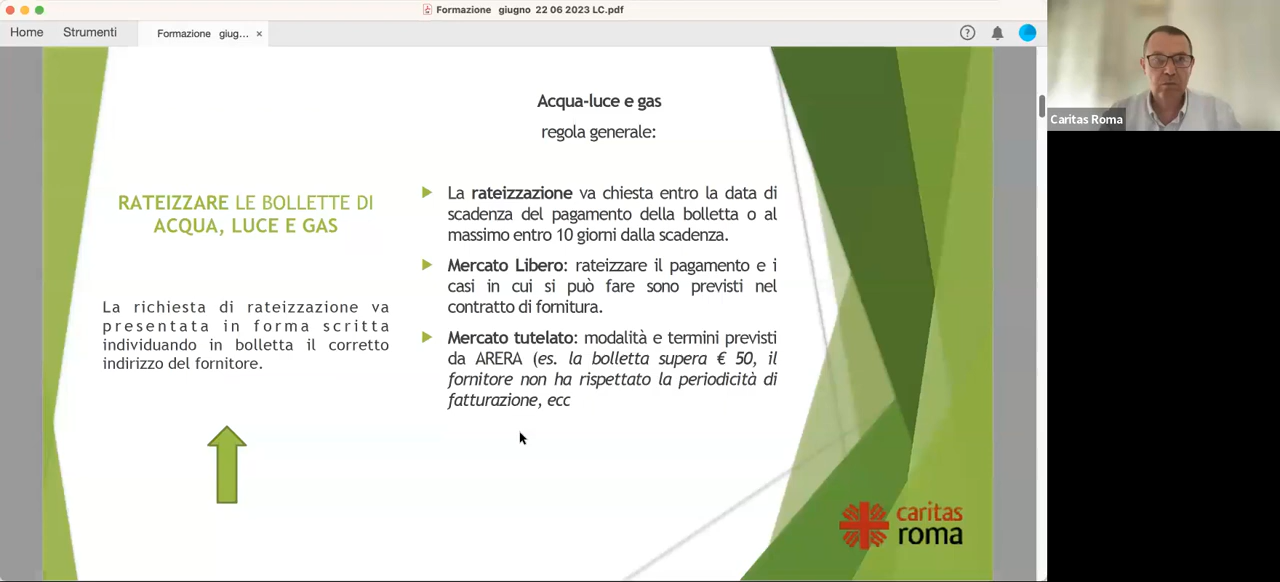 Formazione giugno 22 06 2023 LC.pdf
Home Strumenti Formazione giug... ×
Caritas Roma
Acqua-luce e gas
regola generale:
RATEIZZARE LE BOLLETTE DI
ACQUA, LUCE E GAS
La richiesta di rateizzazione va
presentata in forma scritta
individuando in bolletta il corretto
indirizzo del fornitore.
La rateizzazione va chiesta entro la data di
scadenza del pagamento della bolletta o al
massimo entro 10 giorni dalla scadenza.
Mercato Libero: rateizzare il pagamento e i
casi in cui si può fare sono previsti nel
contratto di fornitura.
Mercato tutelato: modalità e termini previsti
da ARERA (es. la bolletta supera € 50, il
fornitore non ha rispettato la periodicità di
fatturazione, ecc
caritas
roma